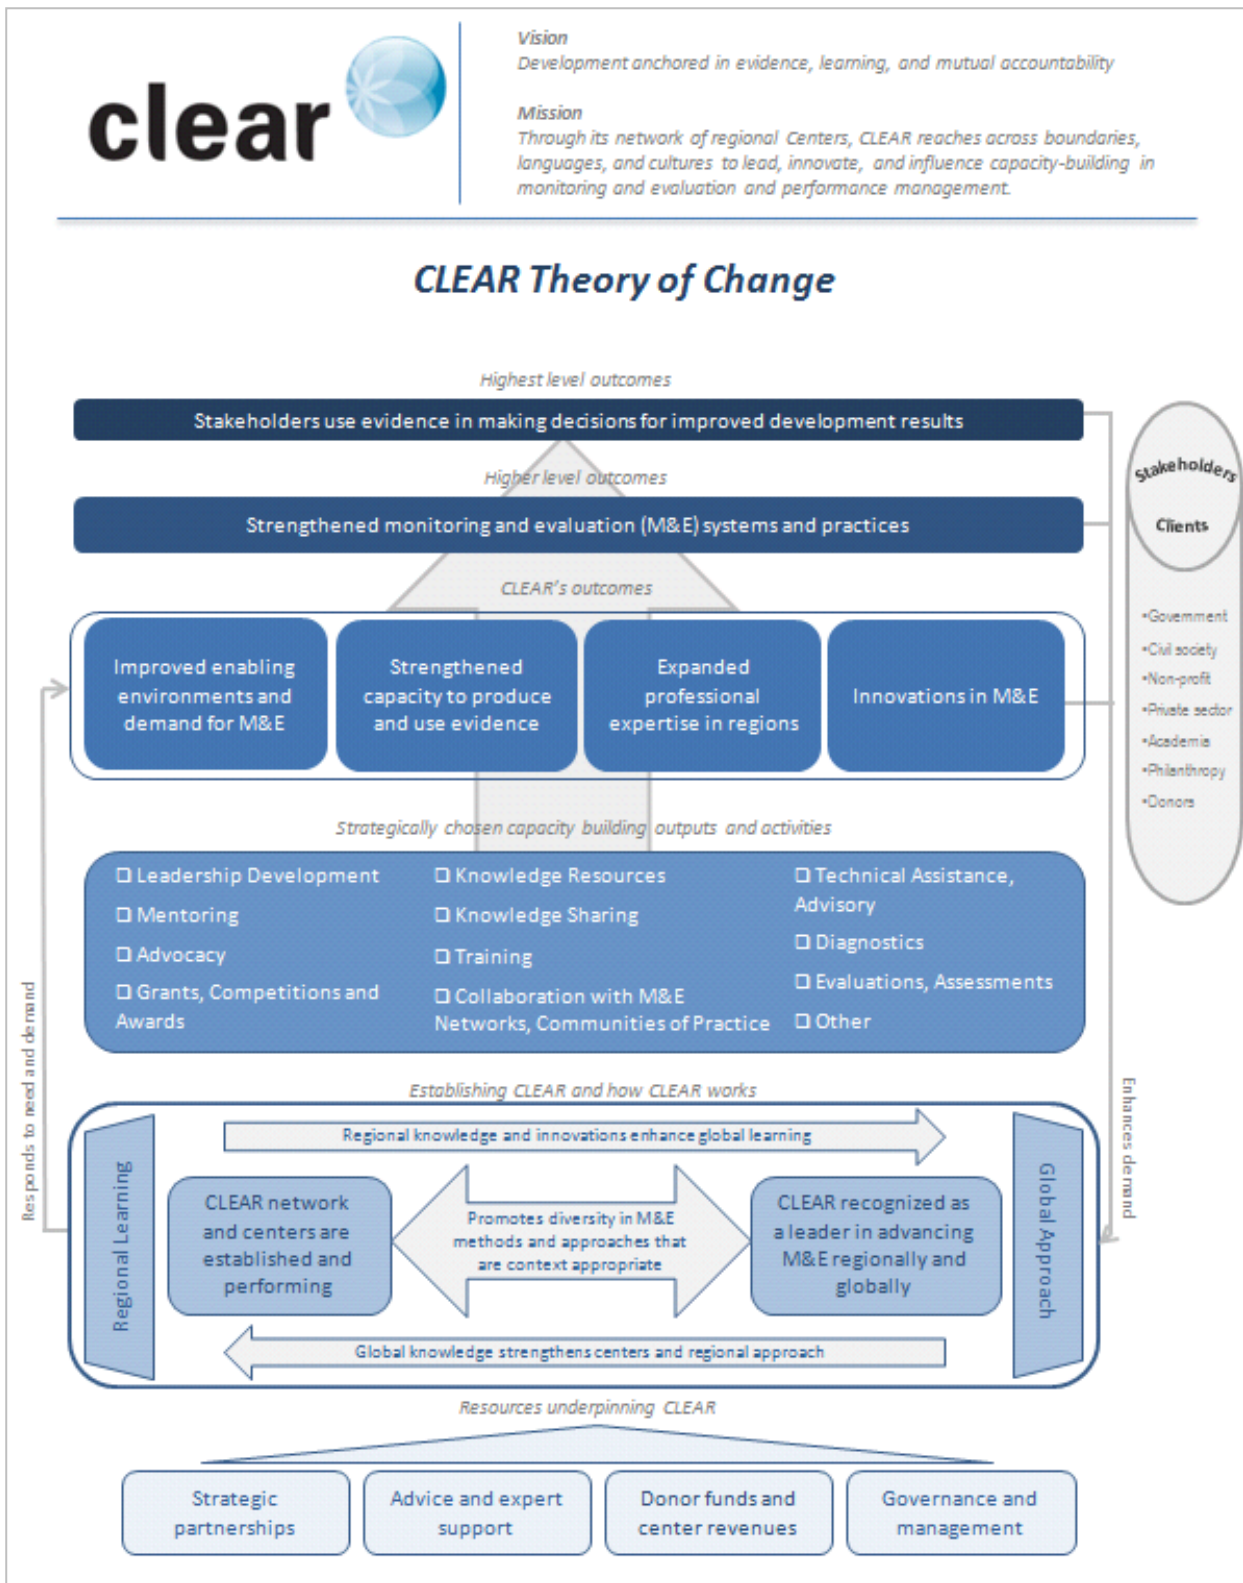 clear
Vision
Development anchored in evidence, learning, and mutual accountability
Mission
Through its network of regional Centers, CLEAR reaches across boundaries,
languages, and cultures to lead, innovate, and influence capacity-building in
monitoring and evaluation and performance management.
CLEAR Theory of Change
Highest level outcomes
Stakeholders use evidence in making decisions for improved development results
Higher level outcomes
Strengthened monitoring and evaluation (M&E) systems and practices
CLEAR's outcomes
Improved enabling
environments and
demand for M&E
Strengthened
capacity to produce
and use evidence
Expanded
professional
expertise in regions
Innovations in M&E
Stakeholders
Clients
•Government
•Civil society
•Non-profit
•Private sector
•Academia
•Philanthropy
•Donors
Strategically chosen capacity building outputs and activities
❑ Leadership Development
❑ Mentoring
❑ Advocacy
❑ Grants, Competitions and
Awards
❑ Knowledge Resources
❑ Knowledge Sharing
❑ Training
❑ Collaboration with M&E
Networks, Communities of Practice
❑ Technical Assistance,
Advisory
❑ Diagnostics
❑ Evaluations, Assessments
❑ Other
Responds to need and demand
Enhances demand
Establishing CLEAR and how CLEAR works
Regional Learning
Regional knowledge and innovations enhance global learning
CLEAR network
and centers are
established and
performing
Promotes diversity in M&E
methods and approaches that
are context appropriate
CLEAR recognized as
a leader in advancing
M&E regionally and
globally
Global knowledge strengthens centers and regional approach
Global Approach
Resources underpinning CLEAR
Strategic
partnerships
Advice and expert
support
Donor funds and
center revenues
Governance and
management